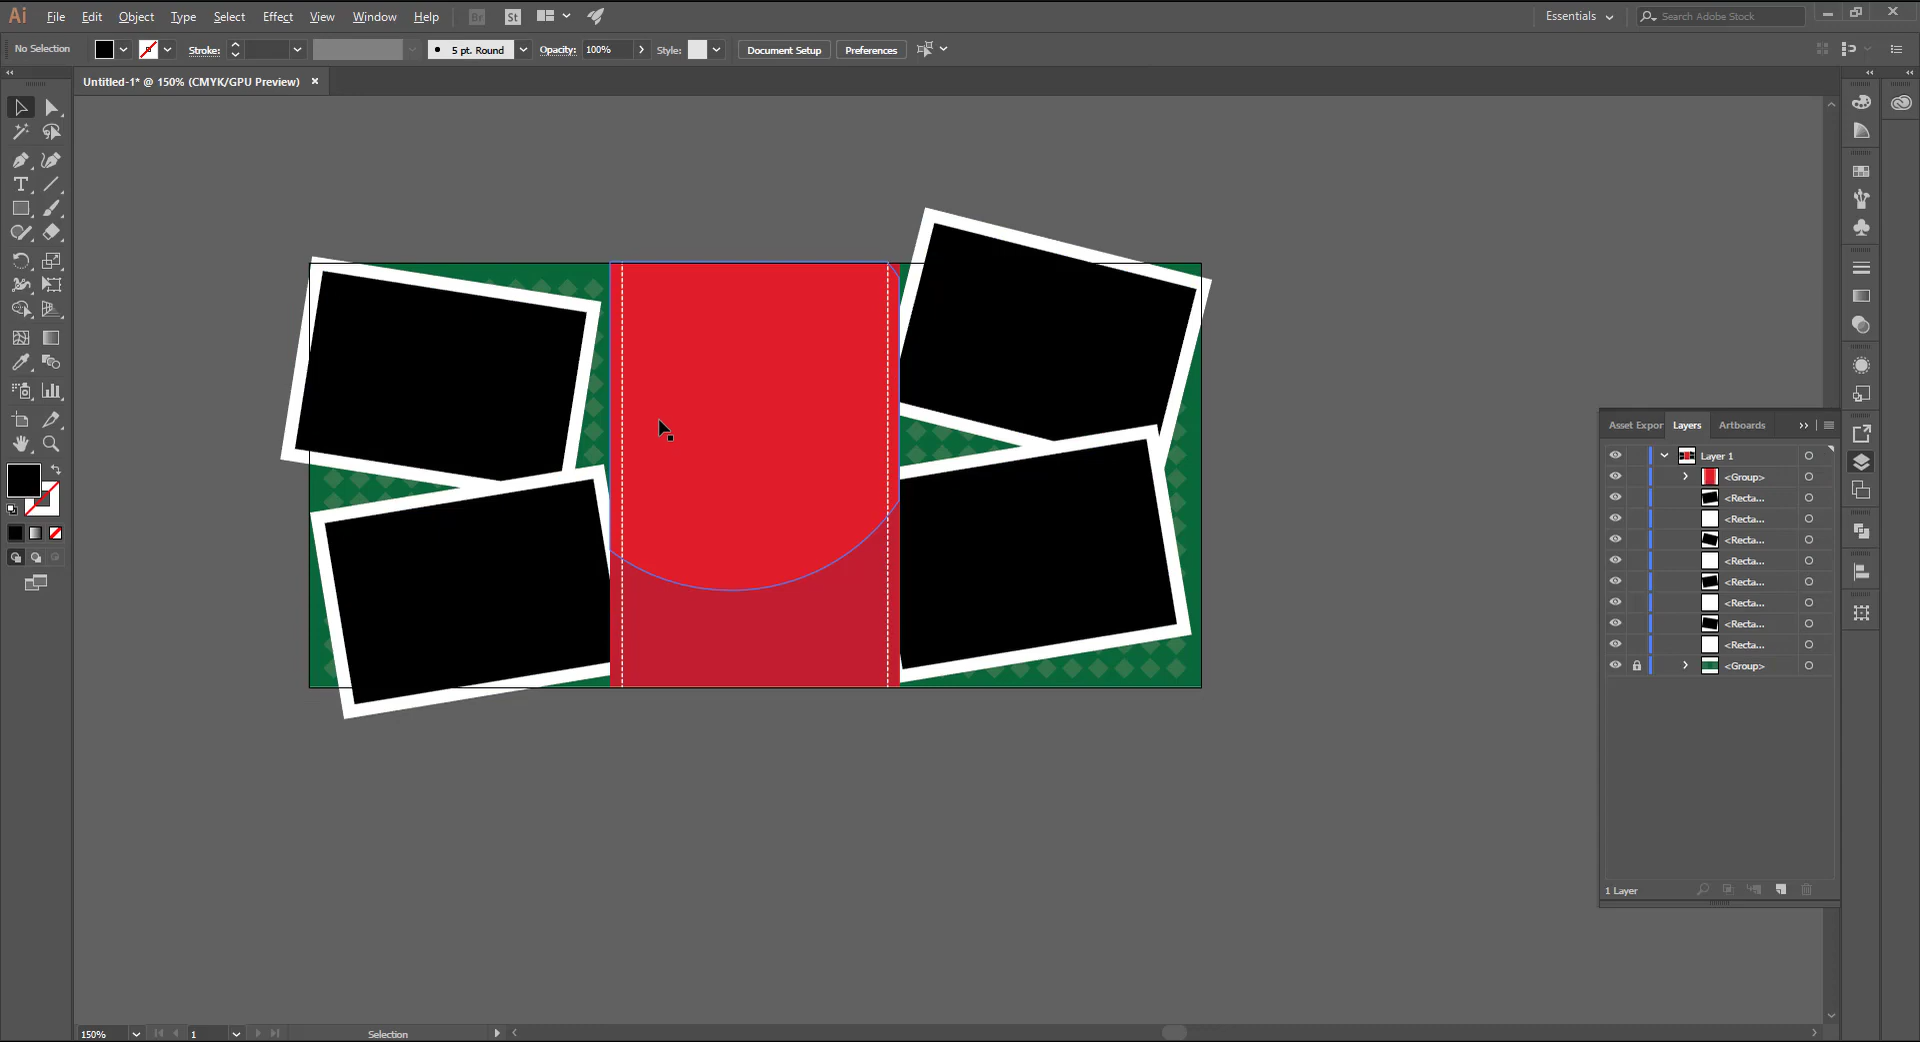 Ai File Edit Object Type Select Effect View Window Help Br St Essentials Search Adobe Stock
No Selection Stroke: 5 pt. Round Opacity: 100% Style: Document Setup Preferences
Untitled-1* @ 150% (CMYK/GPU Preview)
Asset Expor Layers Artboards
Layer 1
<Group>
<Recta...
<Recta...
<Recta...
<Recta...
<Recta...
<Recta...
<Recta...
<Recta...
<Group>
1 Layer
150% 1 Selection